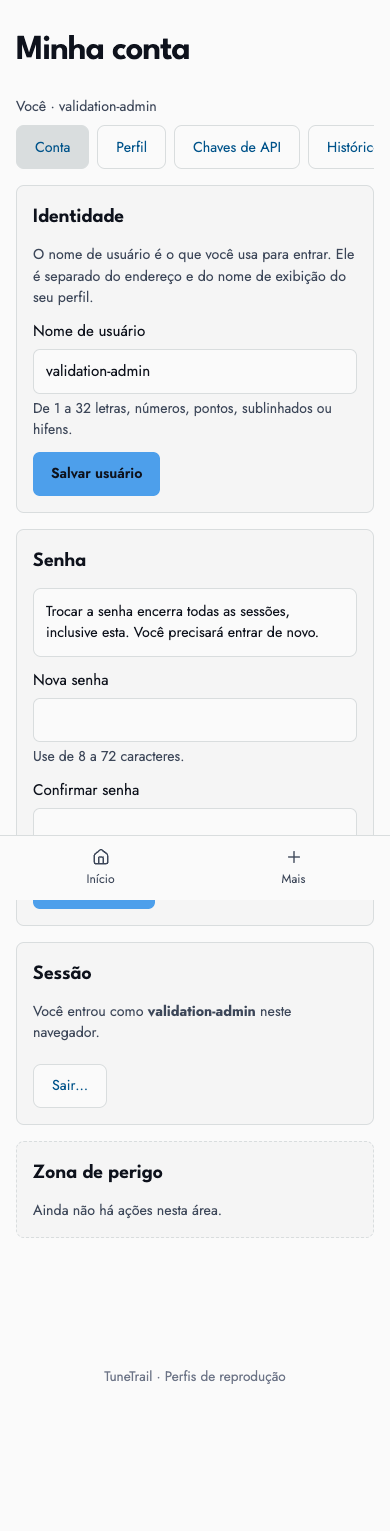 Minha conta
Você · validation-admin
Conta
Perfil
Chaves de API
Identidade
O nome de usuário é o que você usa para entrar. Ele
é separado do endereço e do nome de exibição do
seu perfil.
Nome de usuário
validation-admin
De 1 a 32 letras, números, pontos, sublinhados ou
hifens.
Salvar usuário
Senha
Trocar a senha encerra todas as sessões,
inclusive esta. Você precisará entrar de novo.
Nova senha
Use de 8 a 72 caracteres.
Confirmar senha
Início
Mais
Sessão
Você entrou como validation-admin neste
navegador.
Sair...
Zona de perigo
Ainda não há ações nesta área.
TuneTrail · Perfis de reprodução